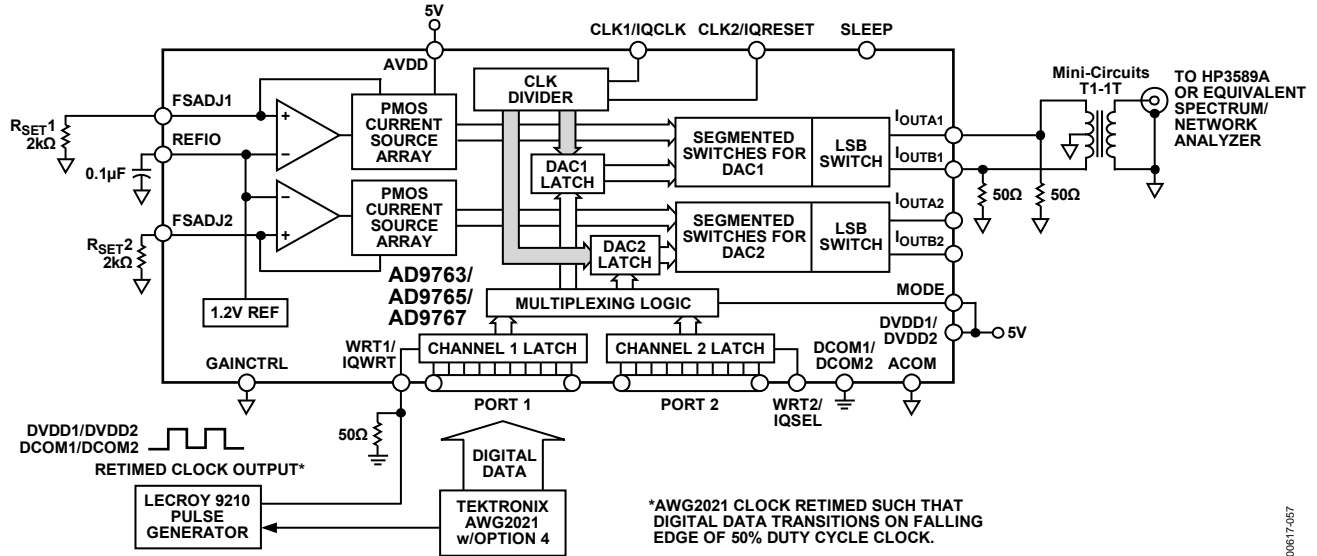 5V
CLK1/IQCLK
CLK2/IQRESET
SLEEP
AVDD
CLK
DIVIDER
Mini-Circuits
T1-1T
TO HP3589A
OR EQUIVALENT
SPECTRUM/
NETWORK
ANALYZER
FSADJ1
RSET1
2kΩ
REFIO
0.1µF
+
–
PMOS
CURRENT
SOURCE
ARRAY
DAC1
LATCH
SEGMENTED
SWITCHES FOR
DAC1
LSB
SWITCH
IOUTA1
IOUTB1
50Ω
50Ω
FSADJ2
RSET2
2kΩ
–
+
PMOS
CURRENT
SOURCE
ARRAY
DAC2
LATCH
SEGMENTED
SWITCHES FOR
DAC2
LSB
SWITCH
IOUTA2
IOUTB2
1.2V REF
AD9763/
AD9765/
AD9767
MULTIPLEXING LOGIC
MODE
DVDD1/
DVDD2
5V
WRT1/
IQWRT
CHANNEL 1 LATCH
CHANNEL 2 LATCH
DCOM1/
DCOM2
ACOM
GAINCTRL
PORT 1
PORT 2
WRT2/
IQSEL
50Ω
DVDD1/DVDD2
DCOM1/DCOM2
RETIMED CLOCK OUTPUT*
DIGITAL
DATA
LECROY 9210
PULSE
GENERATOR
TEKTRONIX
AWG2021
w/OPTION 4
*AWG2021 CLOCK RETIMED SUCH THAT
DIGITAL DATA TRANSITIONS ON FALLING
EDGE OF 50% DUTY CYCLE CLOCK.
00617-057